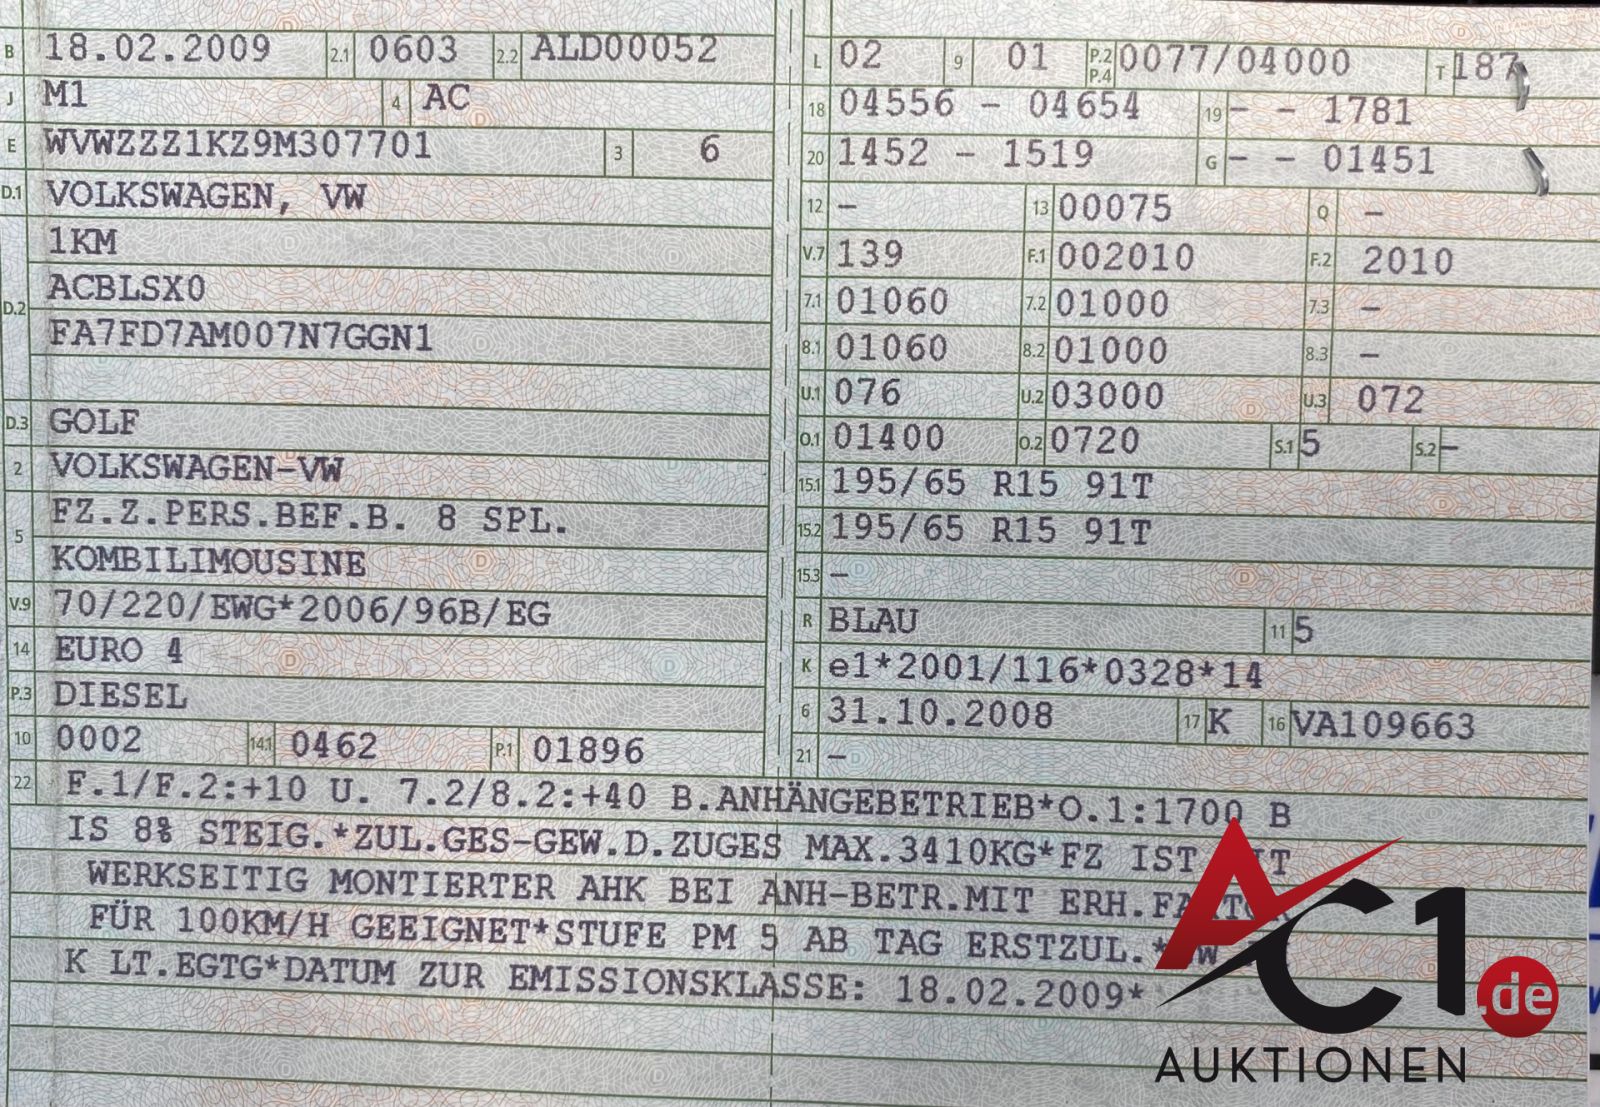 B 18.02.2009 2.1 0603 2.2 ALD00052
J M1 4 AC
E WVWZZZ1KZ9M307701 3 6
D.1 VOLKSWAGEN, VW
1KM
D.2 ACBLSX0
FA7FD7AM007N7GGN1
D.3 GOLF
2 VOLKSWAGEN-VW
5 FZ.Z.PERS.BEF.B. 8 SPL.
KOMBILIMOUSINE
V.9 70/220/EWG*2006/96B/EG
14 EURO 4
P.3 DIESEL
10 0002 14.1 0462 P.1 01896
L 02 9 01 P.2 P.4 0077/04000 T 187
18 04556 - 04654 19 - - 1781
20 1452 - 1519 G - - 01451
12 - 13 00075 Q -
V.7 139 F.1 002010 F.2 2010
7.1 01060 7.2 01000 7.3 -
8.1 01060 8.2 01000 8.3 -
U.1 076 U.2 03000 U.3 072
O.1 01400 O.2 0720 S.1 5 S.2 -
15.1 195/65 R15 91T
15.2 195/65 R15 91T
15.3 -
R BLAU 11 5
K e1*2001/116*0328*14
6 31.10.2008 17 K 16 VA109663
21 -
22 F.1/F.2:+10 U. 7.2/8.2:+40 B.ANHÄNGEBETRIEB*O.1:1700 B
IS 8% STEIG.*ZUL.GES-GEW.D.ZUGES MAX.3410KG*FZ IST
WERKSEITIG MONTIERTER AHK BEI ANH-BETR.MIT ERH.
FÜR 100KM/H GEEIGNET*STUFE PM 5 AB TAG ERSTZUL.*
K LT.EGTG*DATUM ZUR EMISSIONSKLASSE: 18.02.2009*
AC1.de
AUKTIONEN